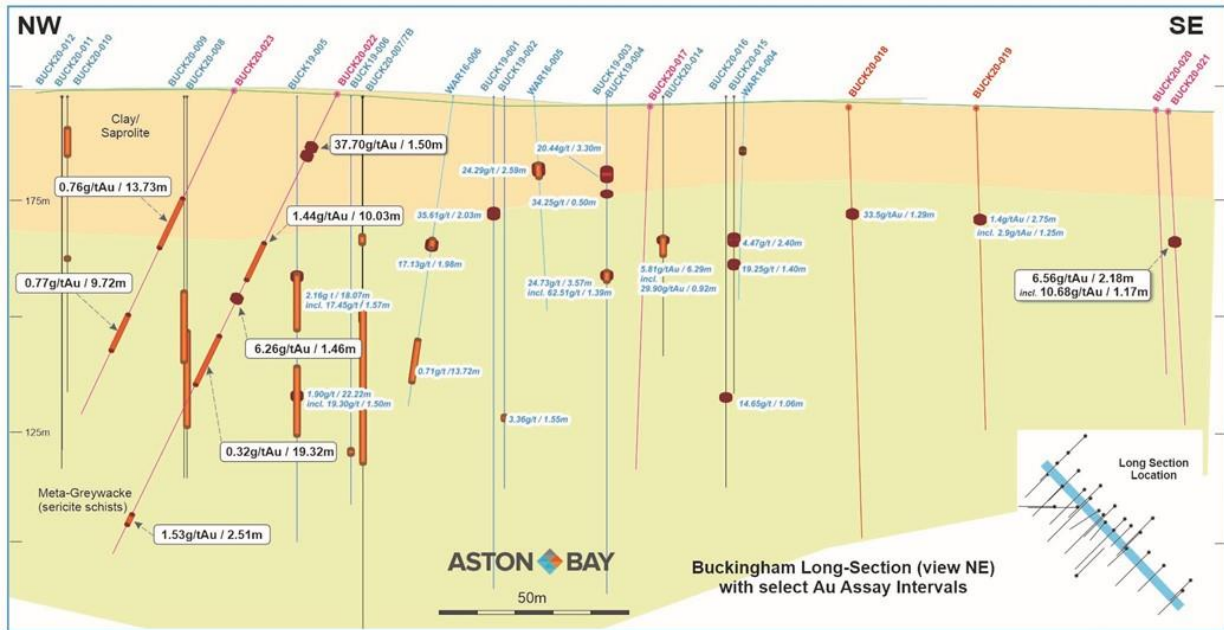 NW
SE
BUCK20-012
BUCK20-011
BUCK20-010
BUCK20-009
BUCK20-008
BUCK20-023
BUCK19-005
BUCK20-022
BUCK19-006
BUCK20-007/7B
WAR16-006
BUCK19-001
BUCK19-002
WAR16-005
BUCK19-003
BUCK19-004
BUCK20-017
BUCK20-014
BUCK20-016
BUCK20-015
WAR16-004
BUCK20-018
BUCK20-019
BUCK20-020
BUCK20-021
Clay/
Saprolite
37.70g/tAu / 1.50m
20.44g/t / 3.30m
24.29g/t / 2.59m
0.76g/tAu / 13.73m
175m
34.25g/t / 0.50m
1.44g/tAu / 10.03m
35.61g/t / 2.03m
33.5g/tAu / 1.29m
1.4g/tAu / 2.75m
incl. 2.9g/tAu / 1.25m
4.47g/t / 2.40m
17.13g/t / 1.98m
5.81g/tAu / 6.29m
incl.
29.90g/tAu / 0.92m
19.25g/t / 1.40m
0.77g/tAu / 9.72m
24.73g/t / 3.57m
incl. 62.51g/t / 1.39m
6.56g/tAu / 2.18m
incl. 10.68g/tAu / 1.17m
2.16g t / 18.07m
incl. 17.45g/t / 1.57m
6.26g/tAu / 1.46m
0.71g/t /13.72m
1.90g/t / 22.22m
incl. 19.30g/t / 1.50m
14.65g/t / 1.06m
3.36g/t / 1.55m
125m
0.32g/tAu / 19.32m
Long Section
Location
Meta-Greywacke
(sericite schists)
1.53g/tAu / 2.51m
ASTON BAY
50m
Buckingham Long-Section (view NE)
with select Au Assay Intervals